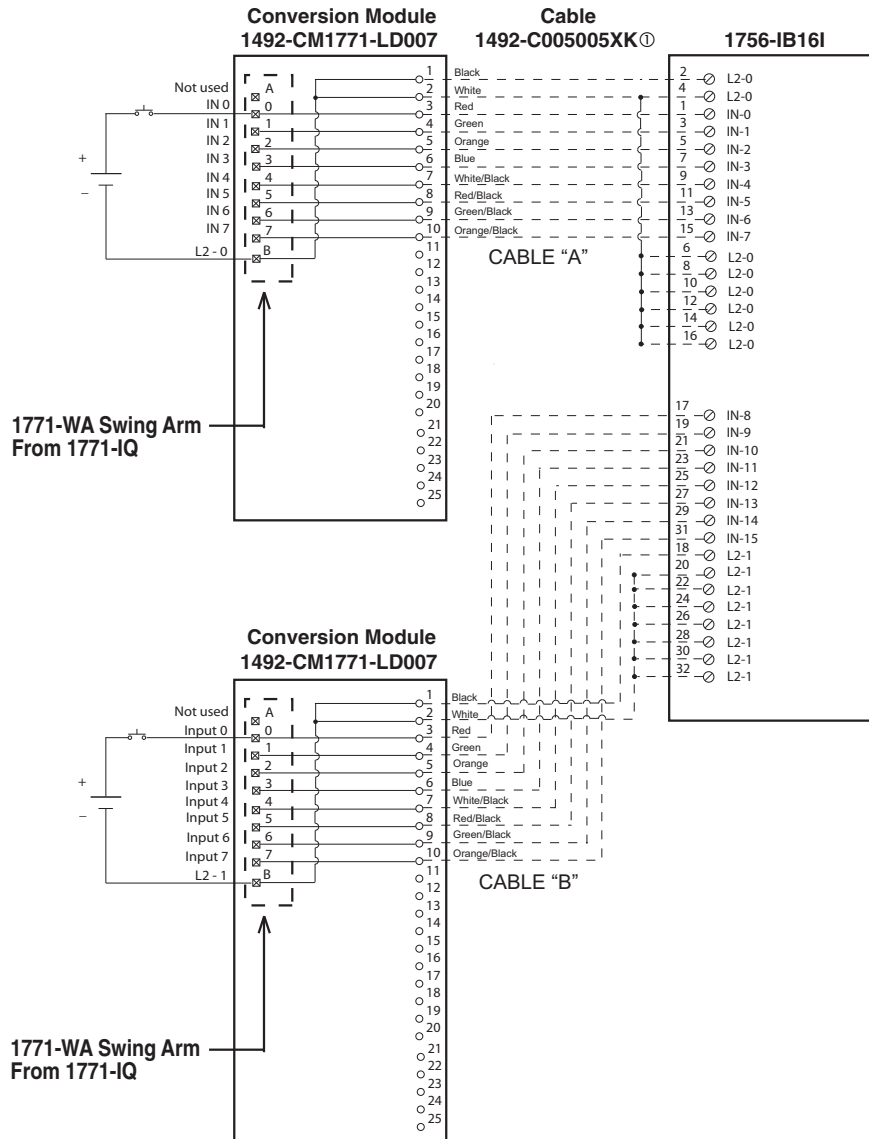 Conversion Module
1492-CM1771-LD007
Cable
1492-C005005XK①
1756-IB16I
Not used
IN 0
IN 1
IN 2
IN 3
IN 4
IN 5
IN 6
IN 7
L2 - 0
+
–
A
0
1
2
3
4
5
6
7
B
1 Black
2 White
3 Red
4 Green
5 Orange
6 Blue
7 White/Black
8 Red/Black
9 Green/Black
10 Orange/Black
11
12
13
14
15
16
17
18
19
20
21
22
23
24
25
CABLE "A"
2 L2-0
4 L2-0
1 IN-0
3 IN-1
5 IN-2
7 IN-3
9 IN-4
11 IN-5
13 IN-6
15 IN-7
6 L2-0
8 L2-0
10 L2-0
12 L2-0
14 L2-0
16 L2-0
17 IN-8
19 IN-9
21 IN-10
23 IN-11
25 IN-12
27 IN-13
29 IN-14
31 IN-15
18 L2-1
20 L2-1
22 L2-1
24 L2-1
26 L2-1
28 L2-1
30 L2-1
32 L2-1
1771-WA Swing Arm
From 1771-IQ
Conversion Module
1492-CM1771-LD007
Not used
Input 0
Input 1
Input 2
Input 3
Input 4
Input 5
Input 6
Input 7
L2 - 1
+
–
A
0
1
2
3
4
5
6
7
B
1 Black
2 White
3 Red
4 Green
5 Orange
6 Blue
7 White/Black
8 Red/Black
9 Green/Black
10 Orange/Black
11
12
13
14
15
16
17
18
19
20
21
22
23
24
25
CABLE "B"
1771-WA Swing Arm
From 1771-IQ